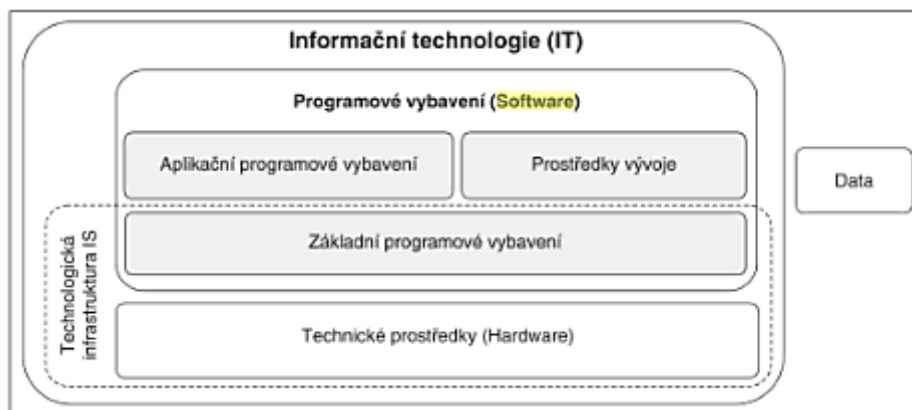 Informační technologie (IT)
Programové vybavení (Software)
Aplikační programové vybavení
Prostředky vývoje
Data
Základní programové vybavení
Technologická
infrastruktura IS
Technické prostředky (Hardware)